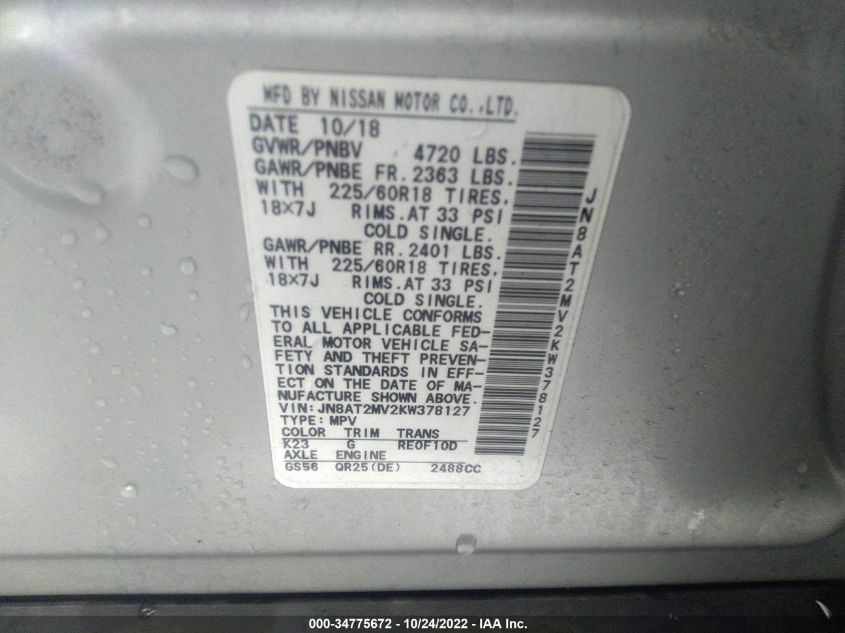 MFD BY NISSAN MOTOR CO.,LTD.
DATE 10/18
GVWR/PNBV 4720 LBS.
GAWR/PNBE FR. 2363 LBS.
WITH 225/60R18 TIRES,
18×7J RIMS.AT 33 PSI
COLD SINGLE.
GAWR/PNBE RR. 2401 LBS.
WITH 225/60R18 TIRES,
18×7J RIMS.AT 33 PSI
COLD SINGLE.
THIS VEHICLE CONFORMS
TO ALL APPLICABLE FED-
ERAL MOTOR VEHICLE SA-
FETY AND THEFT PREVEN-
TION STANDARDS IN EFF-
ECT ON THE DATE OF MA-
NUFACTURE SHOWN ABOVE.
VIN:JN8AT2MV2KW378127
TYPE:MPV
COLOR TRIM TRANS
K23 G RE0F10D
AXLE ENGINE
GS56 QR25(DE) 2488CC
JN8AT2MV2KW378127
000-34775672 - 10/24/2022 - IAA Inc.